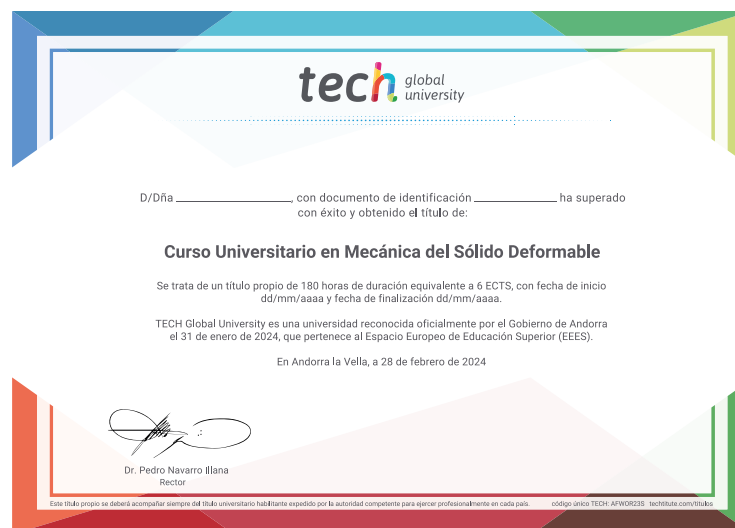 tech global university
D/Dña ____________, con documento de identificación ____________ ha superado
con éxito y obtenido el título de:
Curso Universitario en Mecánica del Sólido Deformable
Se trata de un título propio de 180 horas de duración equivalente a 6 ECTS, con fecha de inicio
dd/mm/aaaa y fecha de finalización dd/mm/aaaa.
TECH Global University es una universidad reconocida oficialmente por el Gobierno de Andorra
el 31 de enero de 2024, que pertenece al Espacio Europeo de Educación Superior (EEES).
En Andorra la Vella, a 28 de febrero de 2024
Dr. Pedro Navarro Illana
Rector
Este título propio se deberá acompañar siempre del título universitario habilitante expedido por la autoridad competente para ejercer profesionalmente en cada país. código único TECH: AFWOR23S techtitute.com/títulos